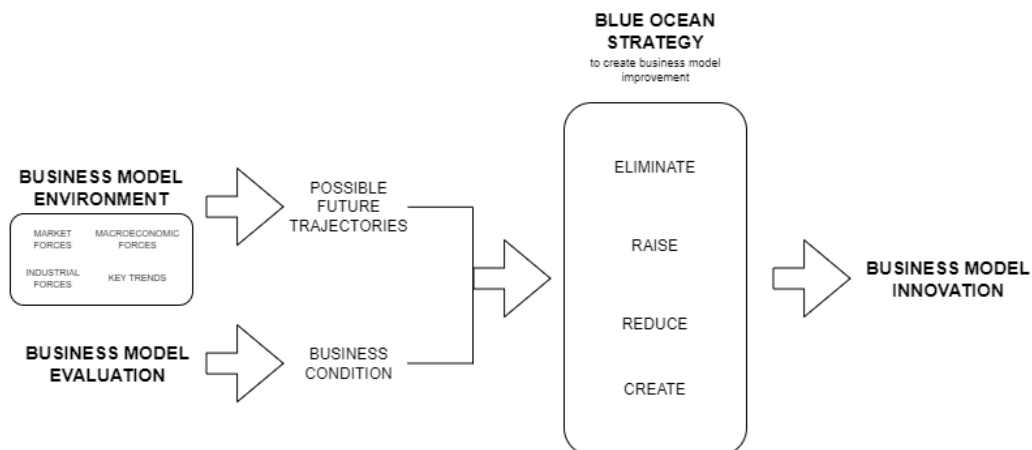 BLUE OCEAN
STRATEGY
to create business model
improvement
BUSINESS MODEL
ENVIRONMENT
MARKET
FORCES
MACROECONOMIC
FORCES
INDUSTRIAL
FORCES
KEY TRENDS
POSSIBLE
FUTURE
TRAJECTORIES
BUSINESS MODEL
EVALUATION
BUSINESS
CONDITION
ELIMINATE
RAISE
REDUCE
CREATE
BUSINESS MODEL
INNOVATION